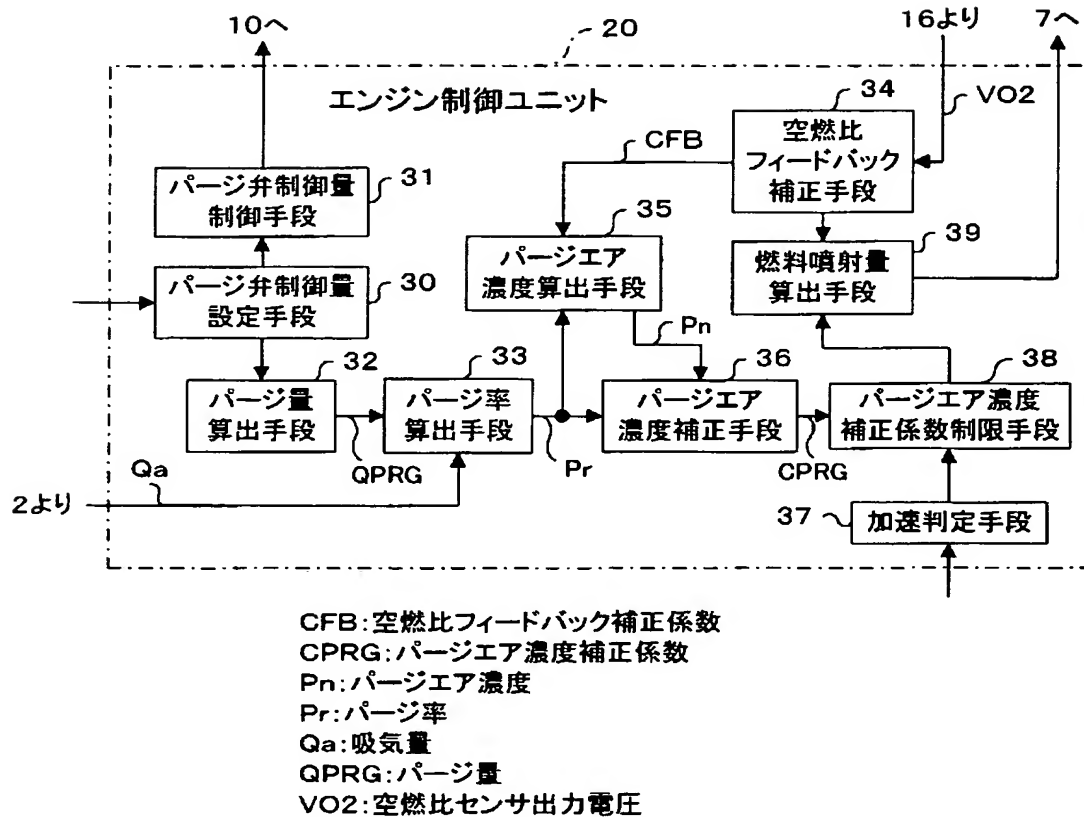 10へ
20
16より
7へ
エンジン制御ユニット
34
VO2
空燃比
フィードバック
補正手段
CFB
31
パージ弁制御量
制御手段
35
パージエア
濃度算出手段
39
燃料噴射量
算出手段
30
パージ弁制御量
設定手段
Pn
32
パージ量
算出手段
33
パージ率
算出手段
36
パージエア
濃度補正手段
38
パージエア濃度
補正係数制限手段
QPRG
Pr
CPRG
Qa
2より
37
加速判定手段
CFB:空燃比フィードバック補正係数
CPRG:パージエア濃度補正係数
Pn:パージエア濃度
Pr:パージ率
Qa:吸気量
QPRG:パージ量
VO2:空燃比センサ出力電圧